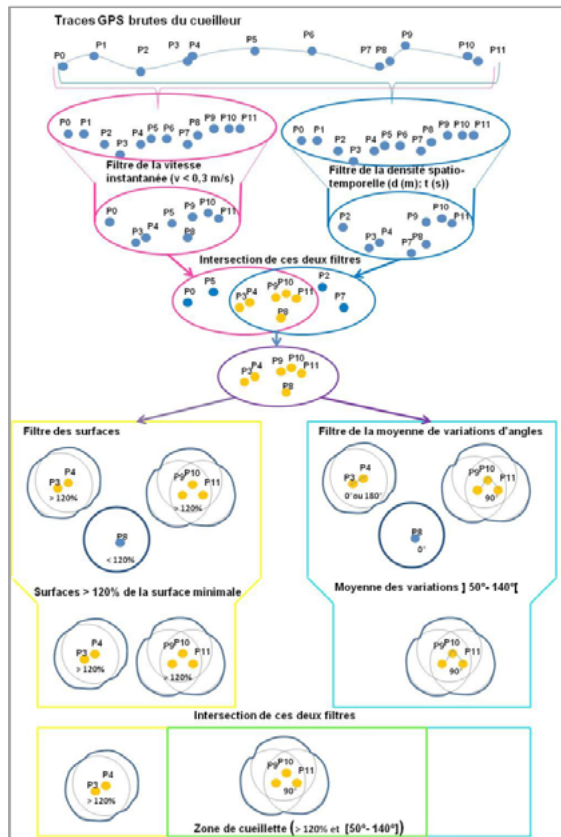 Traces GPS brutes du cueilleur
P0 P1 P2 P3 P4 P5 P6 P7 P8 P9 P10 P11
P0 P1 P2 P3 P4 P5 P6 P7 P8 P9 P10 P11
P0 P1 P2 P3 P4 P5 P6 P7 P8 P9 P10 P11
Filtre de la vitesse
instantanée (v < 0,3 m/s)
Filtre de la densité spatio-
temporelle (d (m); t (s))
P0 P3 P4 P5 P8 P9 P10 P11
P2 P3 P4 P7 P8 P9 P10 P11
Intersection de ces deux filtres
P0 P5 P3 P4 P9 P10 P11 P8 P2 P7
P3 P4 P9 P10 P11 P8
Filtre des surfaces
P3 P4
> 120%
P9 P10 P11
> 120%
P8
< 120%
Surfaces > 120% de la surface minimale
P3 P4
> 120%
P9 P10 P11
> 120%
Filtre de la moyenne de variations d'angles
P3 P4
0° ou 180°
P9 P10 P11
90°
P8
0°
Moyenne des variations ] 50°- 140°[
P9 P10 P11
90°
Intersection de ces deux filtres
P3 P4
> 120%
P9 P10 P11
90°
Zone de cueillette (> 120% et [50°- 140°])